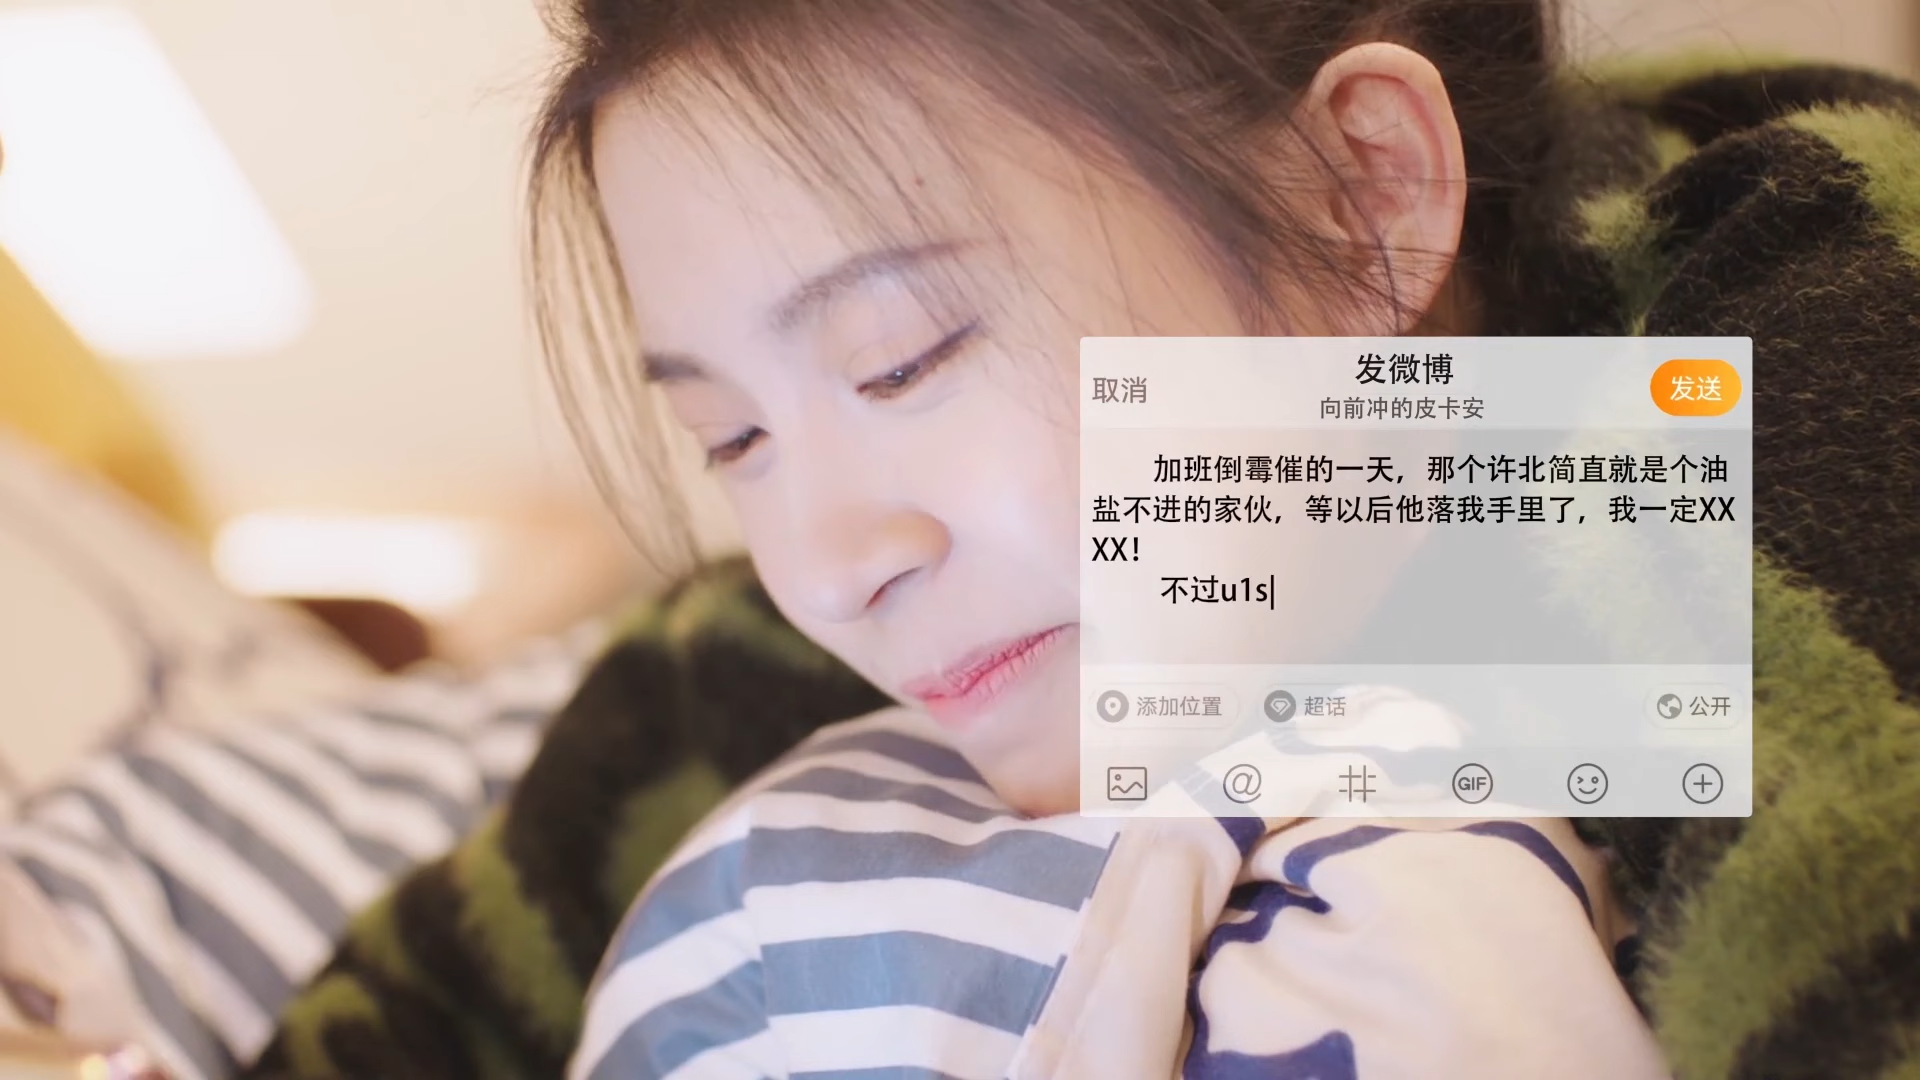 取消
发微博
向前冲的皮卡安
发送
加班倒霉催的一天，那个许北简直就是个油
盐不进的家伙，等以后他落我手里了，我一定XX
XX！
不过u1s
添加位置
超话
公开
GIF